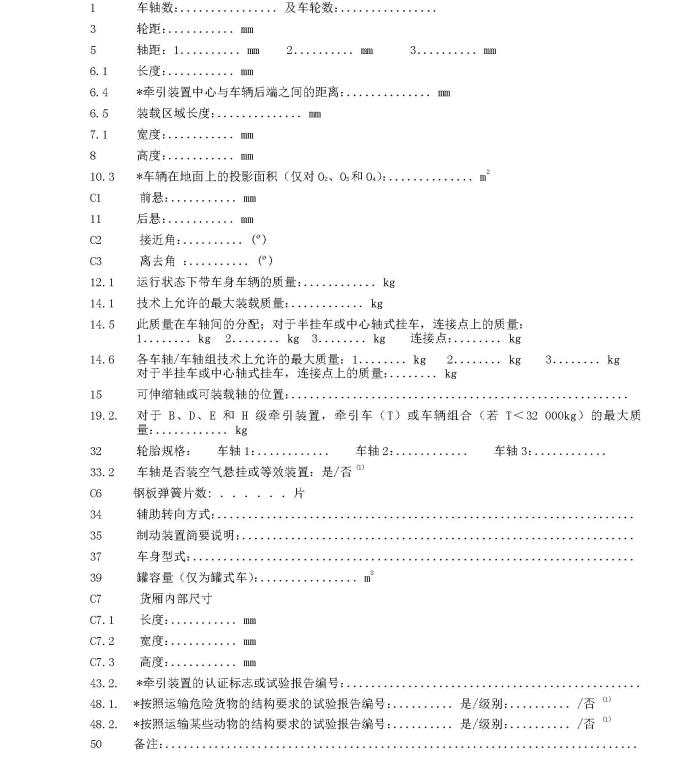 1 车轴数:................ 及车轮数:................
3 轮距:........... mm
5 轴距: 1.......... mm 2.......... mm 3.......... mm
6.1 长度:........... mm
6.4 *牵引装置中心与车辆后端之间的距离:.............. mm
6.5 装载区域长度:.............. mm
7.1 宽度:........... mm
8 高度:........... mm
10.3 *车辆在地面上的投影面积（仅对 O₂、O₃和 O₄）:.............. m²
C1 前悬:........... mm
11 后悬:........... mm
C2 接近角:.......... (°)
C3 离去角 :.......... (°)
12.1 运行状态下带车身车辆的质量:............ kg
14.1 技术上允许的最大装载质量:............ kg
14.5 此质量在车轴间的分配；对于半挂车或中心轴式挂车，连接点上的质量:
1........ kg 2........ kg 3........ kg 连接点:........ kg
14.6 各车轴/车轴组技术上允许的最大质量: 1........ kg 2........ kg 3........ kg
对于半挂车或中心轴式挂车，连接点上的质量:........ kg
15 可伸缩轴或可装载轴的位置:...................................................
19.2. 对于 B、D、E 和 H 级牵引装置，牵引车（T）或车辆组合（若 T＜32 000kg）的最大质
量:............ kg
32 轮胎规格: 车轴 1:............ 车轴 2:............ 车轴 3:............
33.2 车轴是否装空气悬挂或等效装置: 是/否 ⁽¹⁾
C6 钢板弹簧片数: . . . . . . 片
34 辅助转向方式:.....................................................................
35 制动装置简要说明:.................................................................
37 车身型式:.........................................................................
39 罐容量（仅为罐式车）:................ m³
C7 货厢内部尺寸
C7.1 长度:........... mm
C7.2 宽度:........... mm
C7.3 高度:........... mm
43.2. *牵引装置的认证标志或试验报告编号:.................................................
48.1. *按照运输危险货物的结构要求的试验报告编号:.......... 是/级别:.......... /否 ⁽¹⁾
48.2. *按照运输某些动物的结构要求的试验报告编号:.......... 是/级别:.......... /否 ⁽¹⁾
50 备注:..............................................................................